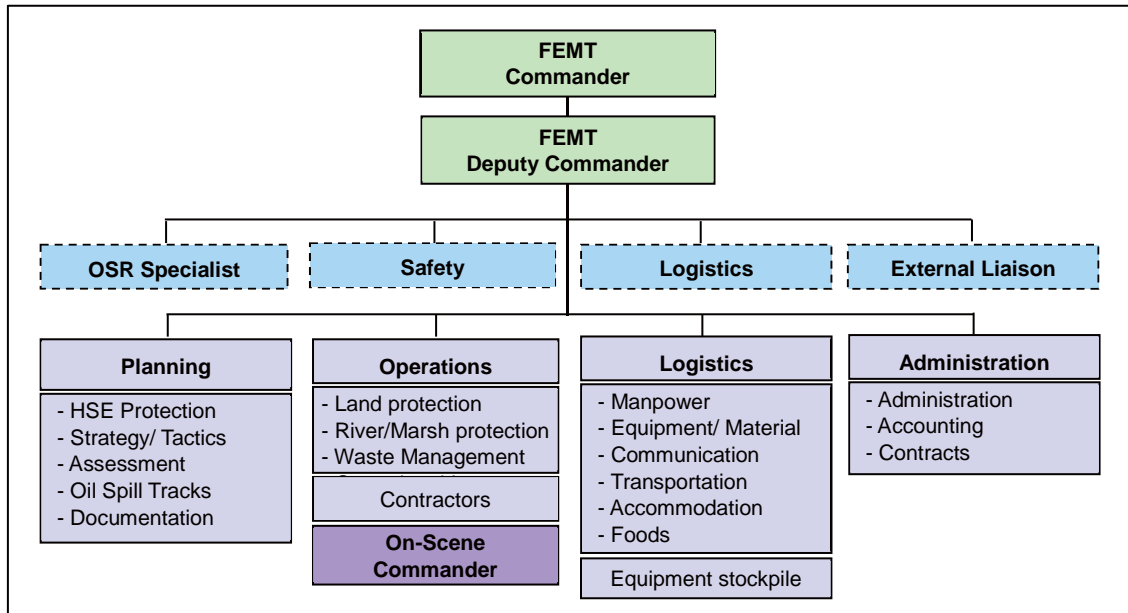 FEMT
Commander
FEMT
Deputy Commander
OSR Specialist
Safety
Logistics
External Liaison
Planning
- HSE Protection
- Strategy/ Tactics
- Assessment
- Oil Spill Tracks
- Documentation
Operations
- Land protection
- River/Marsh protection
- Waste Management
Contractors
On-Scene
Commander
Logistics
- Manpower
- Equipment/ Material
- Communication
- Transportation
- Accommodation
- Foods
Equipment stockpile
Administration
- Administration
- Accounting
- Contracts